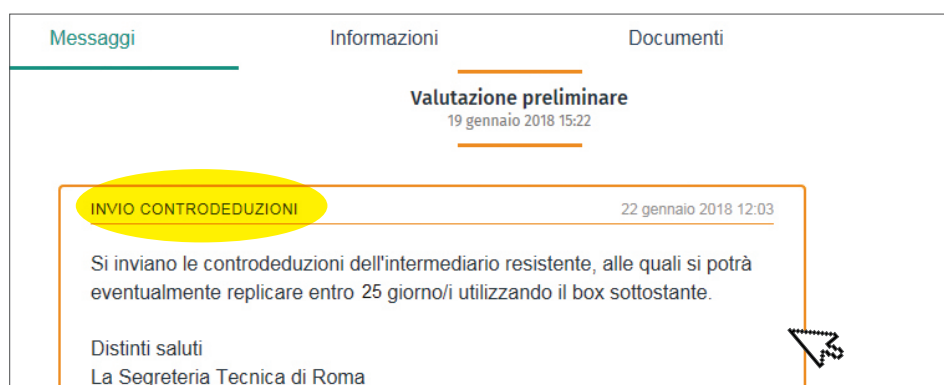 Messaggi Informazioni Documenti
Valutazione preliminare
19 gennaio 2018 15:22
INVIO CONTRODEDUZIONI 22 gennaio 2018 12:03
Si inviano le controdeduzioni dell'intermediario resistente, alle quali si potrà
eventualmente replicare entro 25 giorno/i utilizzando il box sottostante.
Distinti saluti
La Segreteria Tecnica di Roma